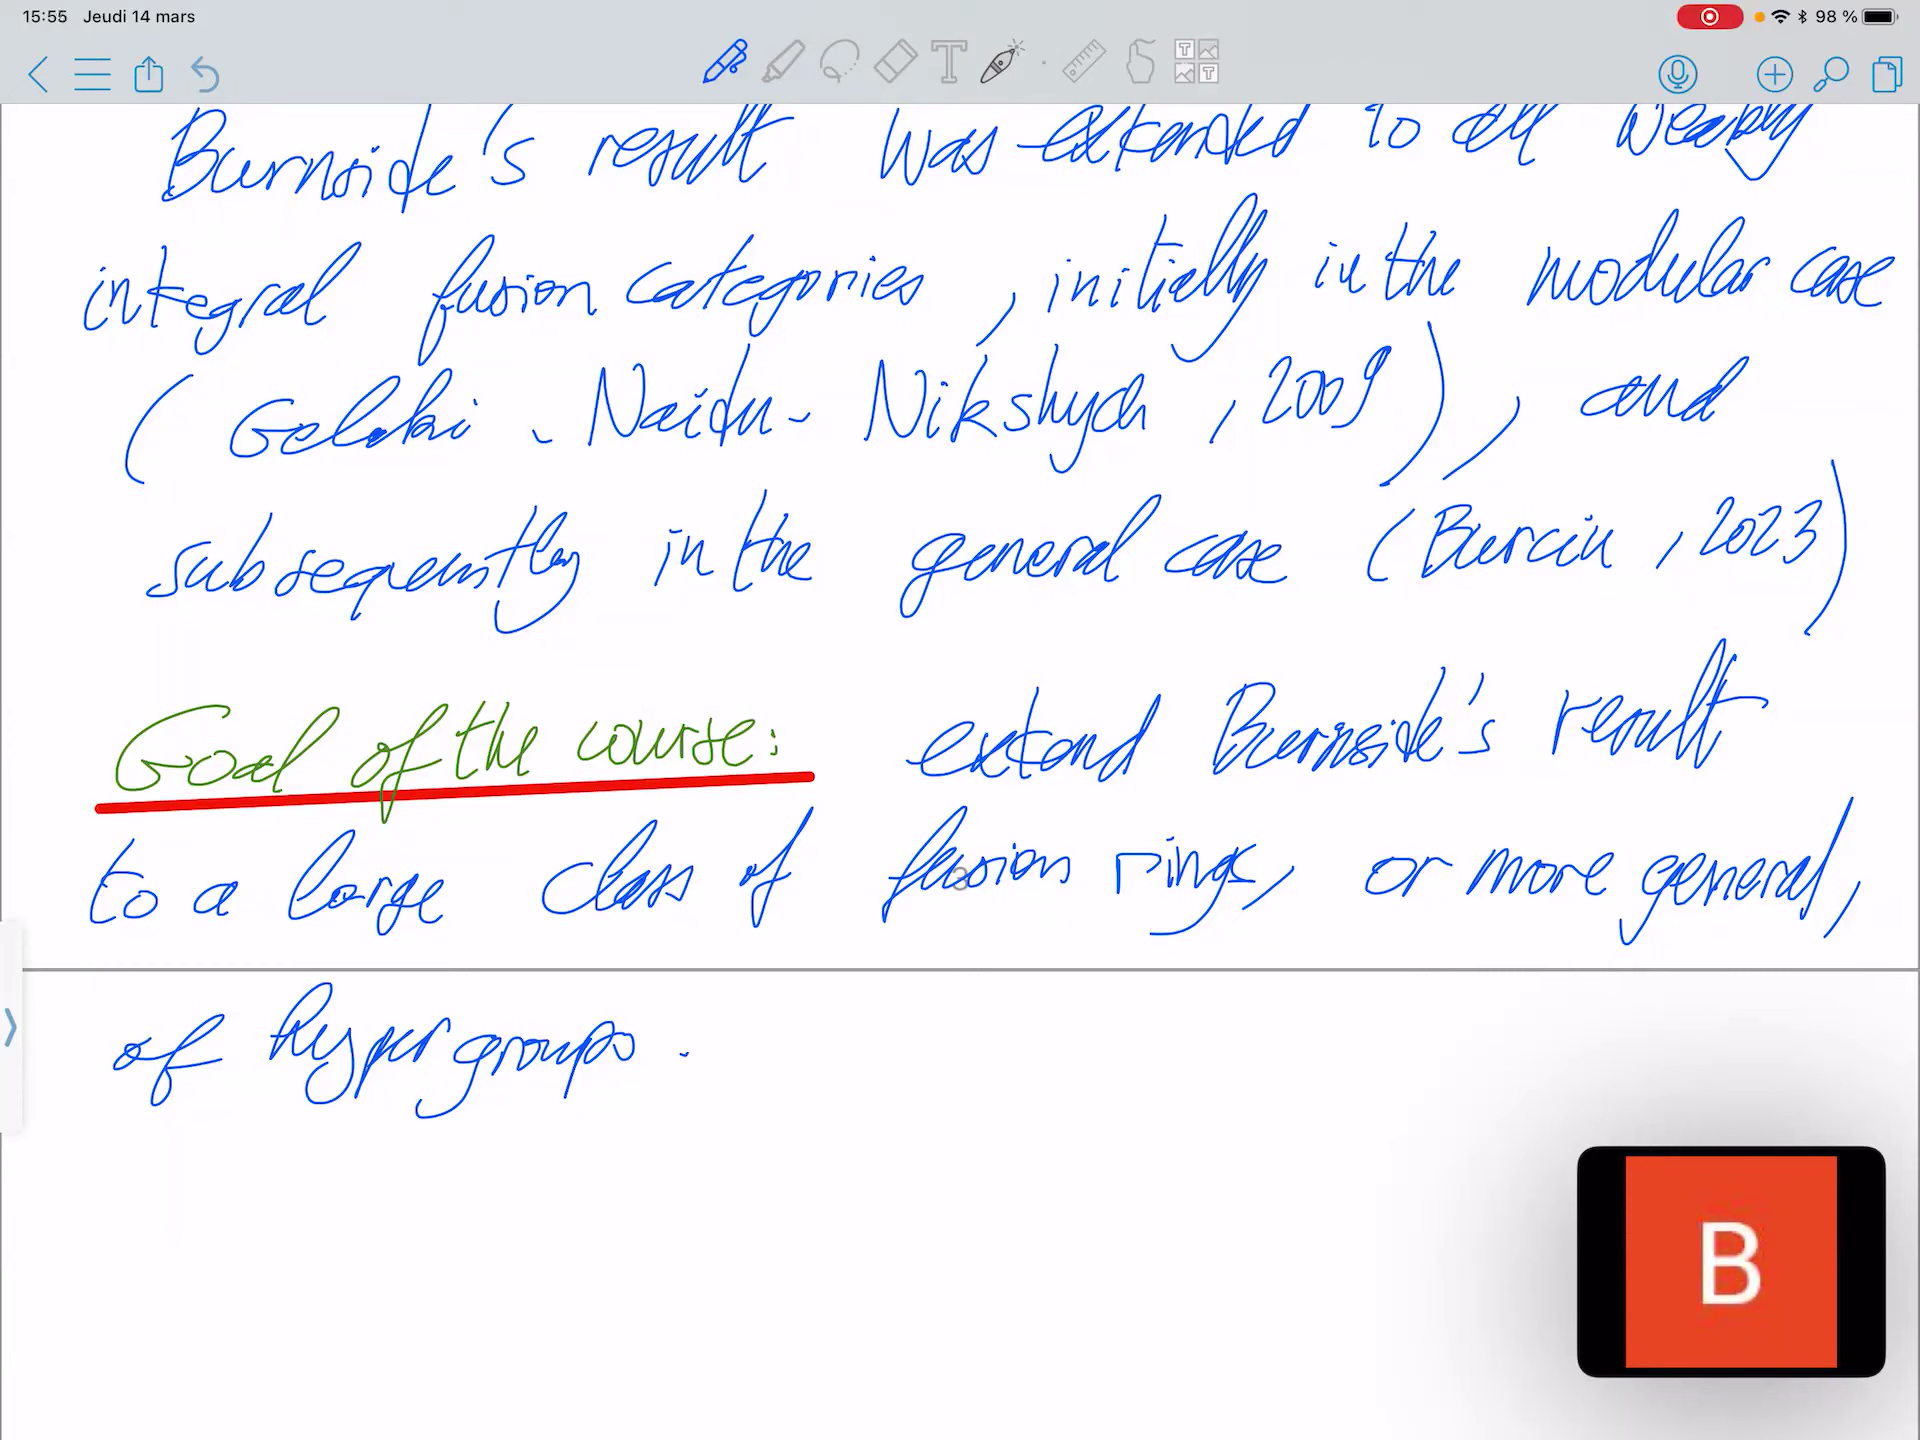 15:55 Jeudi 14 mars 98 %
Burnside's result was extended to all weakly
integral fusion categories, initially in the modular case
(Gelaki - Naidu - Nikshych, 2009), and
subsequently in the general case (Burciu, 2023)
Goal of the course: extend Burnside's result
to a large class of fusion rings, or more general,
3
of hypergroups.
B